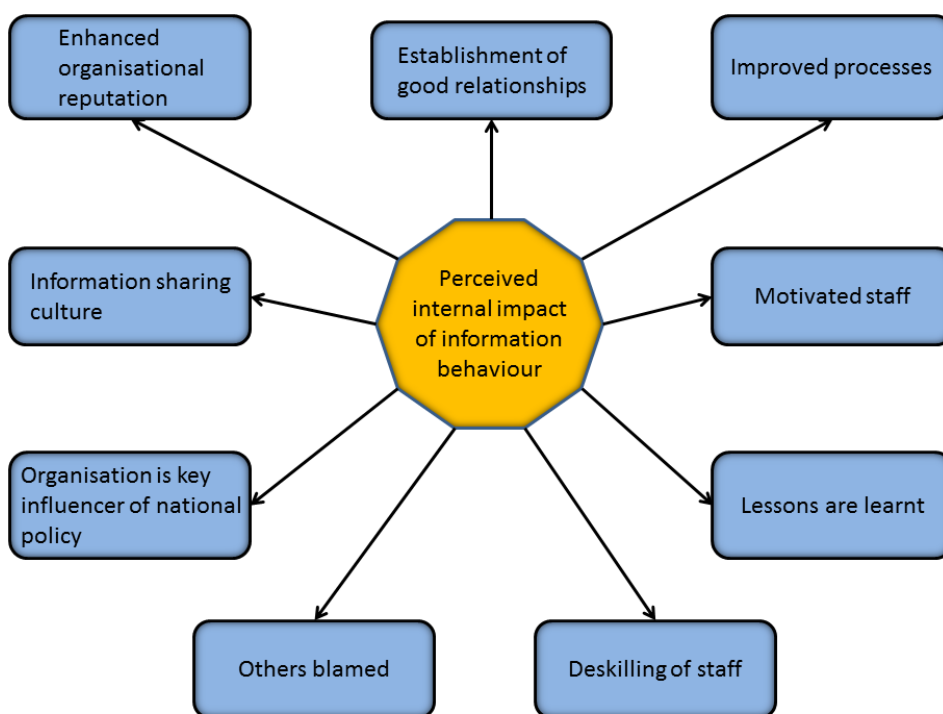 Enhanced
organisational
reputation
Establishment of
good relationships
Improved processes
Information sharing
culture
Perceived
internal impact
of information
behaviour
Motivated staff
Organisation is key
influencer of national
policy
Lessons are learnt
Others blamed
Deskilling of staff